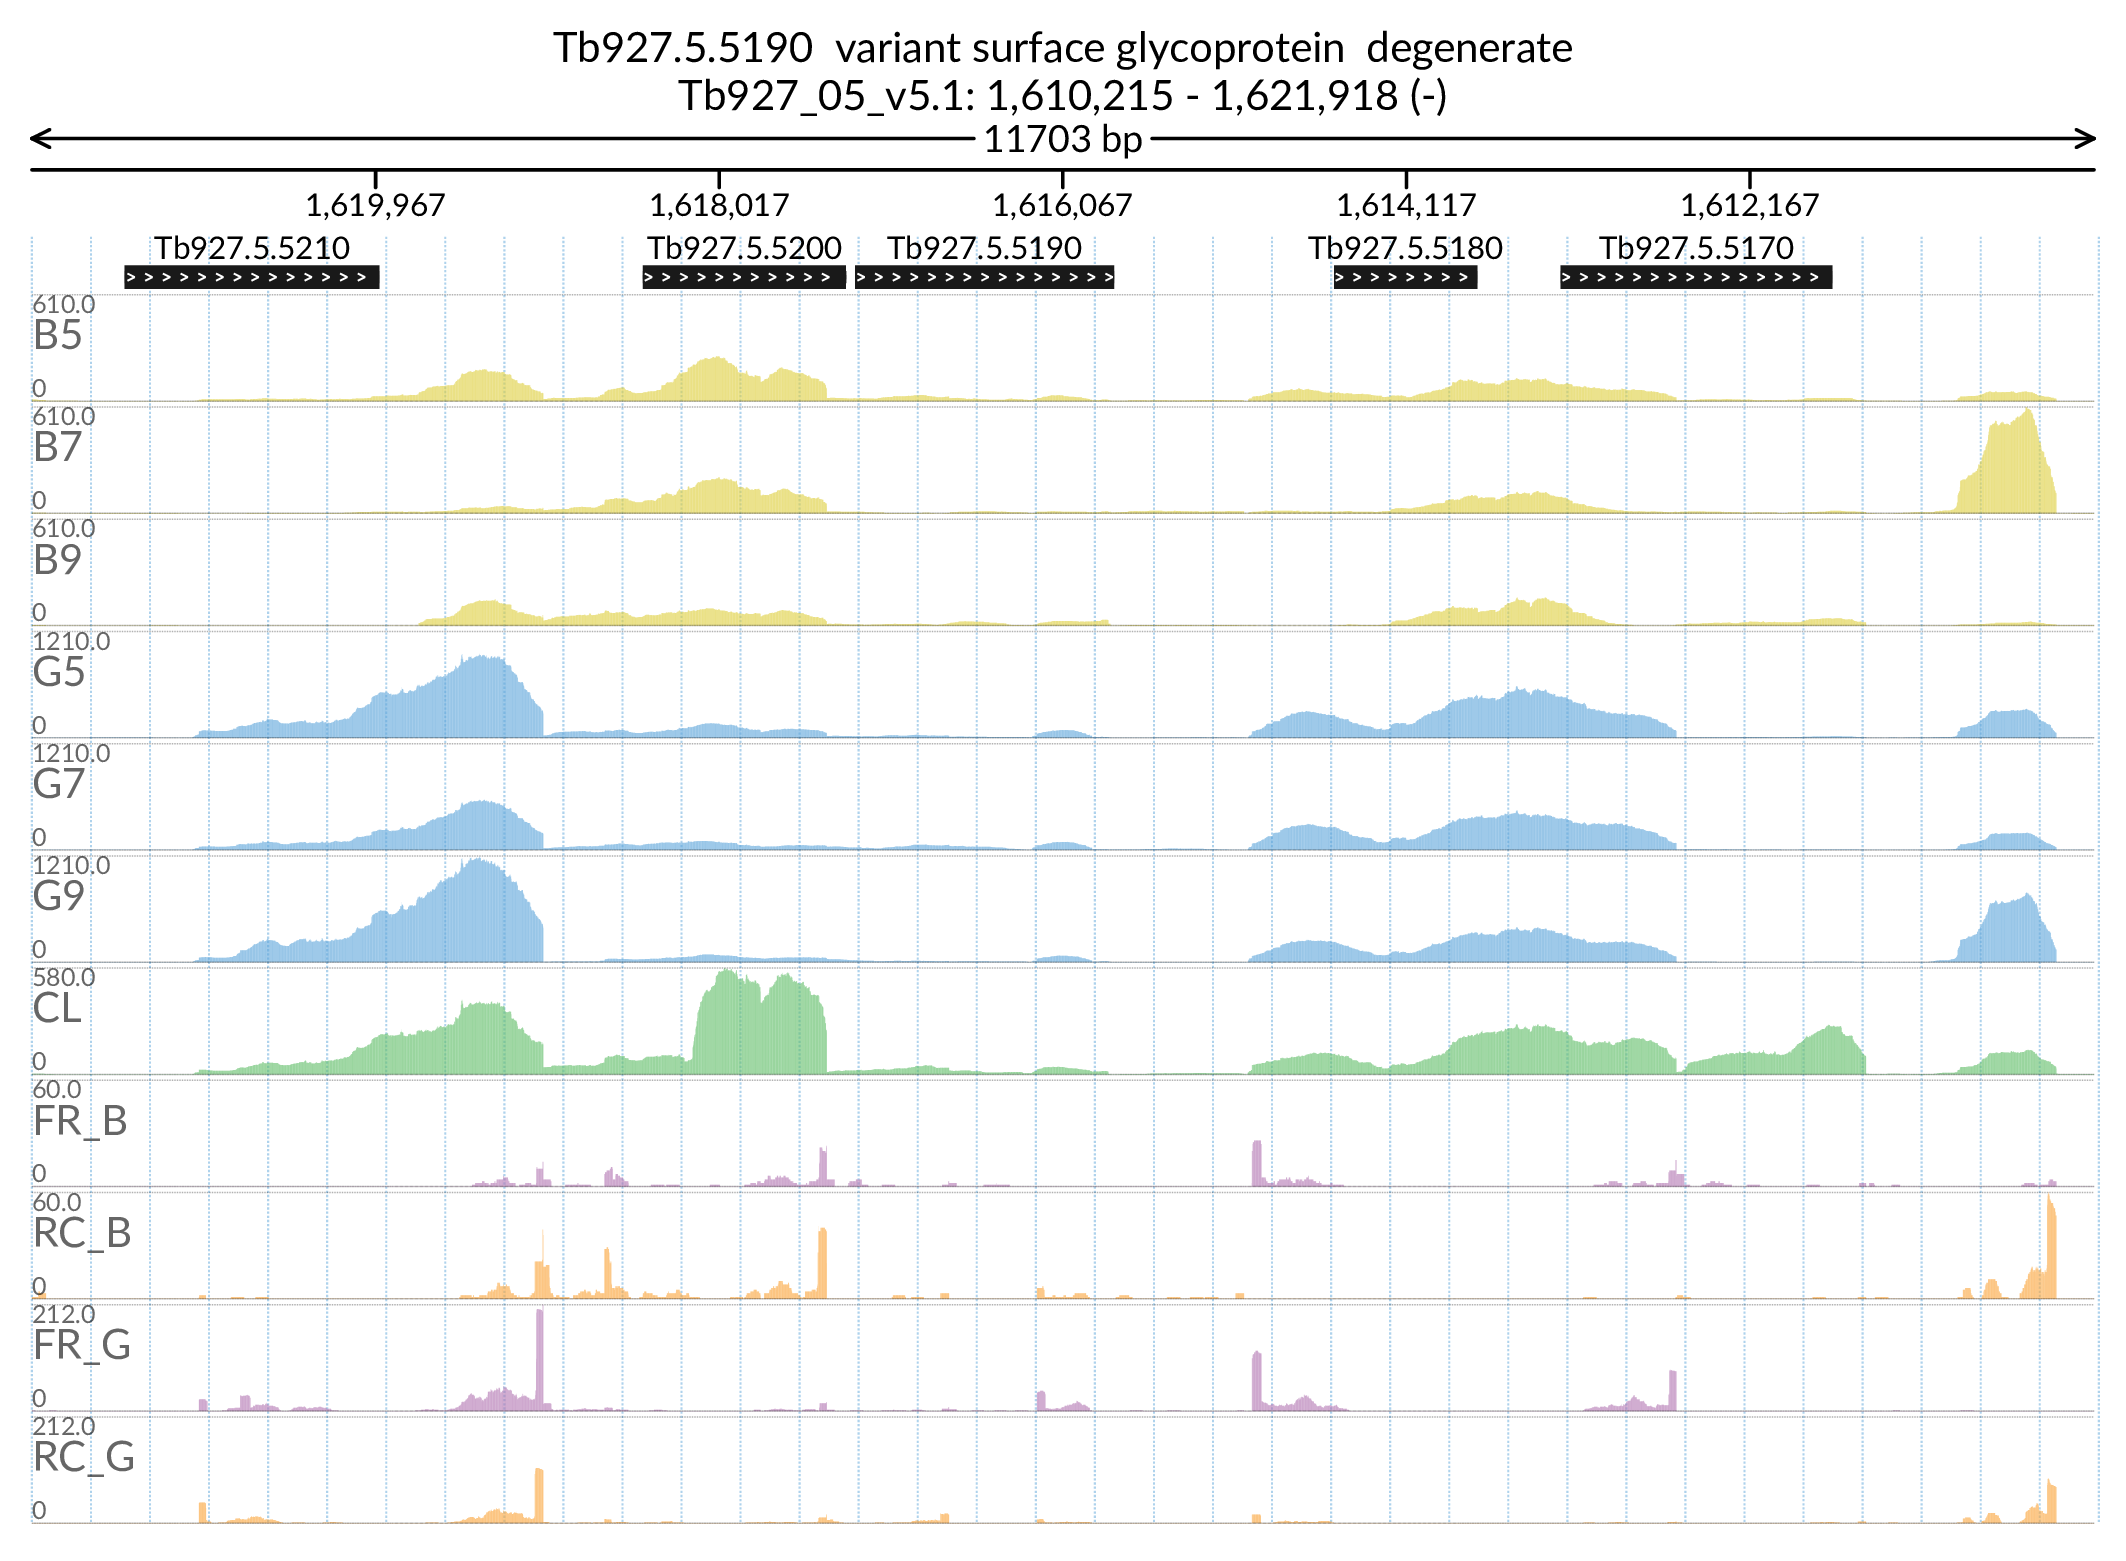 Tb927.5.5190  variant surface glycoprotein  degenerate
Tb927_05_v5.1: 1,610,215 - 1,621,918 (-)
11703 bp
1,619,967 1,618,017 1,616,067 1,614,117 1,612,167
Tb927.5.5210 Tb927.5.5200 Tb927.5.5190 Tb927.5.5180 Tb927.5.5170
610.0
B5
0
610.0
B7
0
610.0
B9
0
1210.0
G5
0
1210.0
G7
0
1210.0
G9
0
580.0
CL
0
60.0
FR_B
0
60.0
RC_B
0
212.0
FR_G
0
212.0
RC_G
0